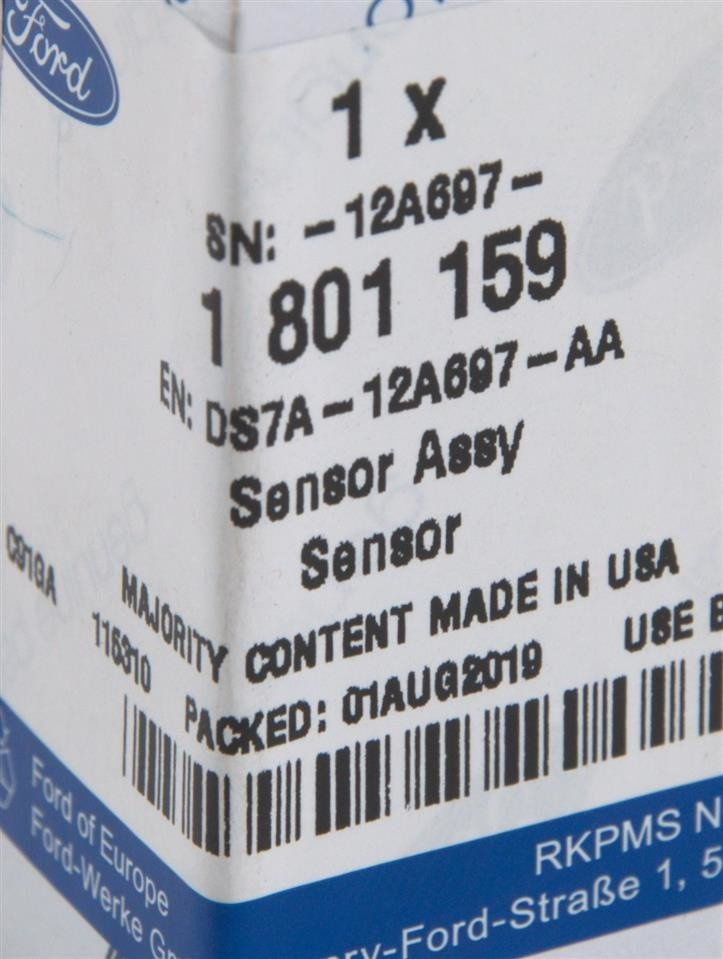 Ford
1 x
SN: -12A697-
1 801 159
EN: DS7A-12A697-AA
Sensor Assy
Sensor
C91GA
MAJORITY CONTENT MADE IN USA
116310
USE
PACKED: 01AUG2019
Ford of Europe
Ford-Werke
RKPMS
ry-Ford-Straße 1, 5